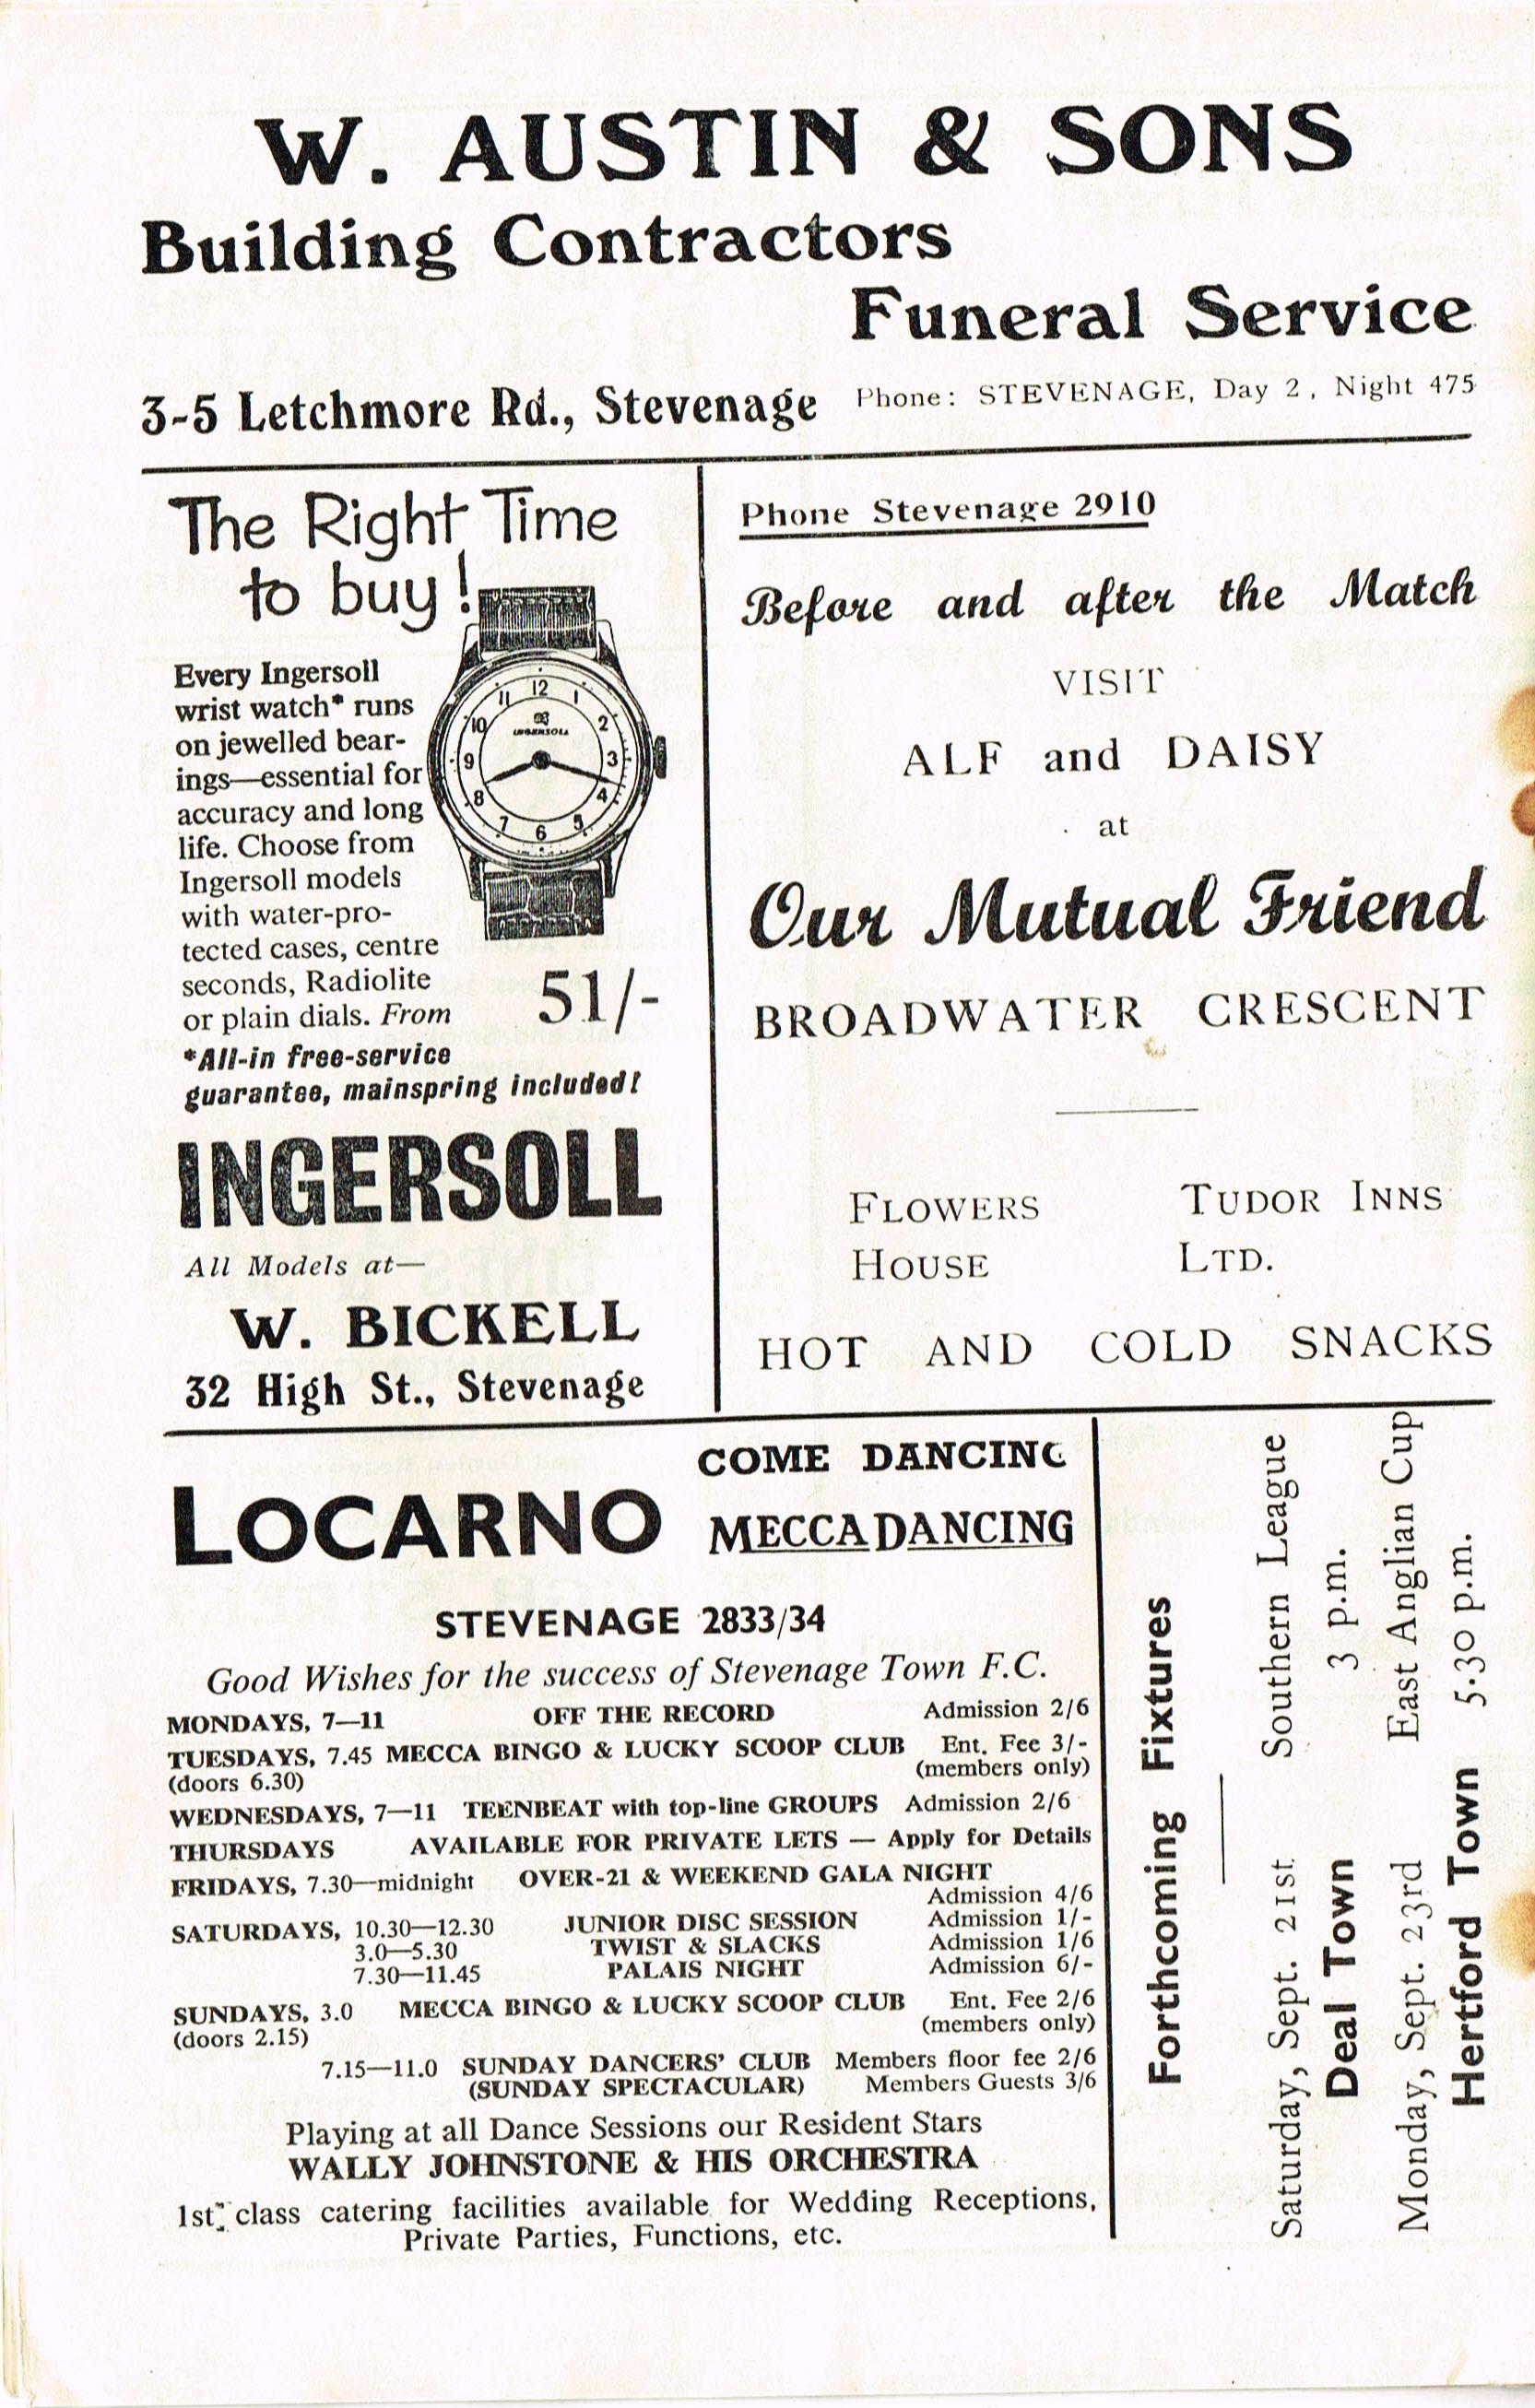 W. AUSTIN & SONS
Building Contractors
Funeral Service
3-5 Letchmore Rd., Stevenage Phone: STEVENAGE, Day 2, Night 475
The Right Time
to buy!
Every Ingersoll
wrist watch* runs
on jewelled bear-
ings—essential for
accuracy and long
life. Choose from
Ingersoll models
with water-pro-
tected cases, centre
seconds, Radiolite
or plain dials. From 51/-
*All-in free-service
guarantee, mainspring included!
12
1
2
3
4
5
6
7
8
9
10
11
INGERSOLL
INGERSOLL
All Models at—
W. BICKELL
32 High St., Stevenage
Phone Stevenage 2910
Before and after the Match
VISIT
ALF and DAISY
at
Our Mutual Friend
BROADWATER CRESCENT
FLOWERS HOUSE
TUDOR INNS LTD.
HOT AND COLD SNACKS
LOCARNO
COME DANCING
MECCA DANCING
STEVENAGE 2833/34
Good Wishes for the success of Stevenage Town F.C.
MONDAYS, 7—11 OFF THE RECORD Admission 2/6
TUESDAYS, 7.45 MECCA BINGO & LUCKY SCOOP CLUB Ent. Fee 3/-
(doors 6.30) (members only)
WEDNESDAYS, 7—11 TEENBEAT with top-line GROUPS Admission 2/6
THURSDAYS AVAILABLE FOR PRIVATE LETS — Apply for Details
FRIDAYS, 7.30—midnight OVER-21 & WEEKEND GALA NIGHT
Admission 4/6
SATURDAYS, 10.30—12.30 JUNIOR DISC SESSION Admission 1/-
3.0—5.30 TWIST & SLACKS Admission 1/6
7.30—11.45 PALAIS NIGHT Admission 6/-
SUNDAYS, 3.0 MECCA BINGO & LUCKY SCOOP CLUB Ent. Fee 2/6
(doors 2.15) (members only)
7.15—11.0 SUNDAY DANCERS' CLUB Members floor fee 2/6
(SUNDAY SPECTACULAR) Members Guests 3/6
Playing at all Dance Sessions our Resident Stars
WALLY JOHNSTONE & HIS ORCHESTRA
1st class catering facilities available for Wedding Receptions,
Private Parties, Functions, etc.
Forthcoming Fixtures
Saturday, Sept. 21st Southern League
Deal Town 3 p.m.
Monday, Sept. 23rd East Anglian Cup
Hertford Town 5.30 p.m.